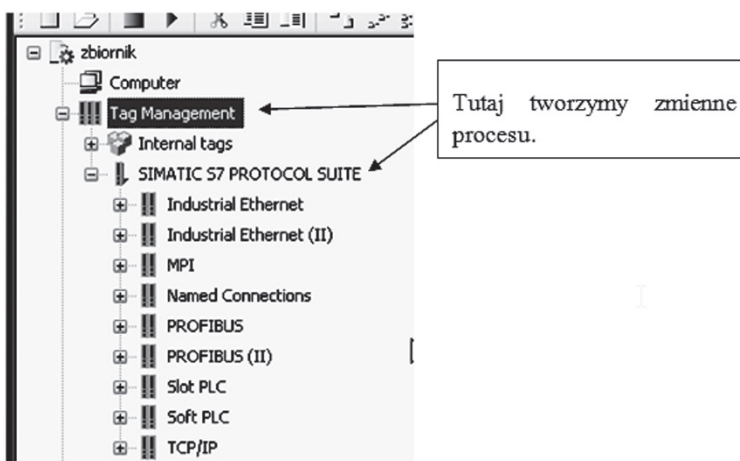 zbiornik
Computer
Tag Management
Internal tags
SIMATIC S7 PROTOCOL SUITE
Industrial Ethernet
Industrial Ethernet (II)
MPI
Named Connections
PROFIBUS
PROFIBUS (II)
Slot PLC
Soft PLC
TCP/IP
Tutaj tworzymy zmienne
procesu.